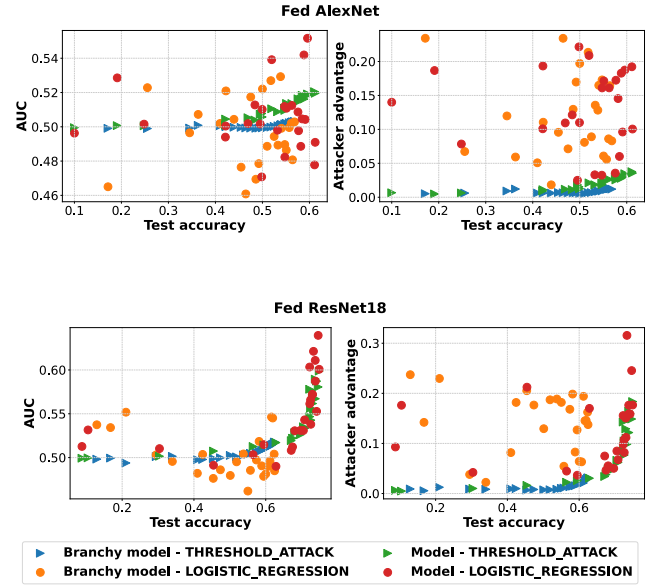 Fed AlexNet
AUC
0.54
0.52
0.50
0.48
0.46
0.1 0.2 0.3 0.4 0.5 0.6
Test accuracy
Attacker advantage
0.20
0.15
0.10
0.05
0.00
0.1 0.2 0.3 0.4 0.5 0.6
Test accuracy
Fed ResNet18
AUC
0.60
0.55
0.50
0.2 0.4 0.6
Test accuracy
Attacker advantage
0.3
0.2
0.1
0.0
0.2 0.4 0.6
Test accuracy
Branchy model - THRESHOLD_ATTACK
Branchy model - LOGISTIC_REGRESSION
Model - THRESHOLD_ATTACK
Model - LOGISTIC_REGRESSION